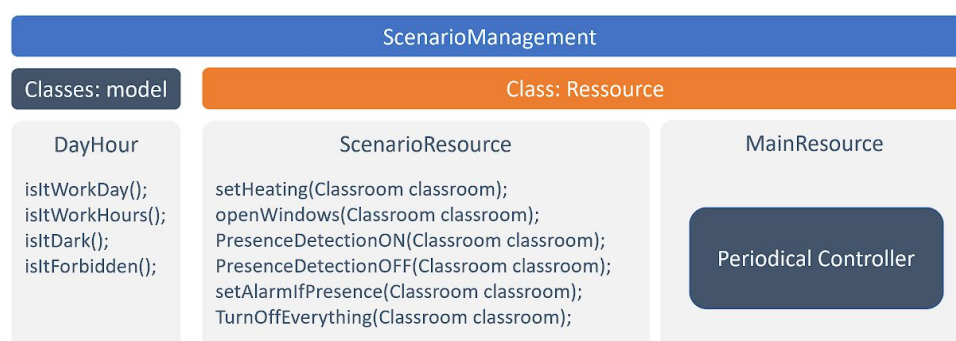 ScenarioManagement
Classes: model
Class: Ressource
DayHour
isItWorkDay();
isItWorkHours();
isItDark();
isItForbidden();
ScenarioResource
setHeating(Classroom classroom);
openWindows(Classroom classroom);
PresenceDetectionON(Classroom classroom);
PresenceDetectionOFF(Classroom classroom);
setAlarmIfPresence(Classroom classroom);
TurnOffEverything(Classroom classroom);
MainResource
Periodical Controller